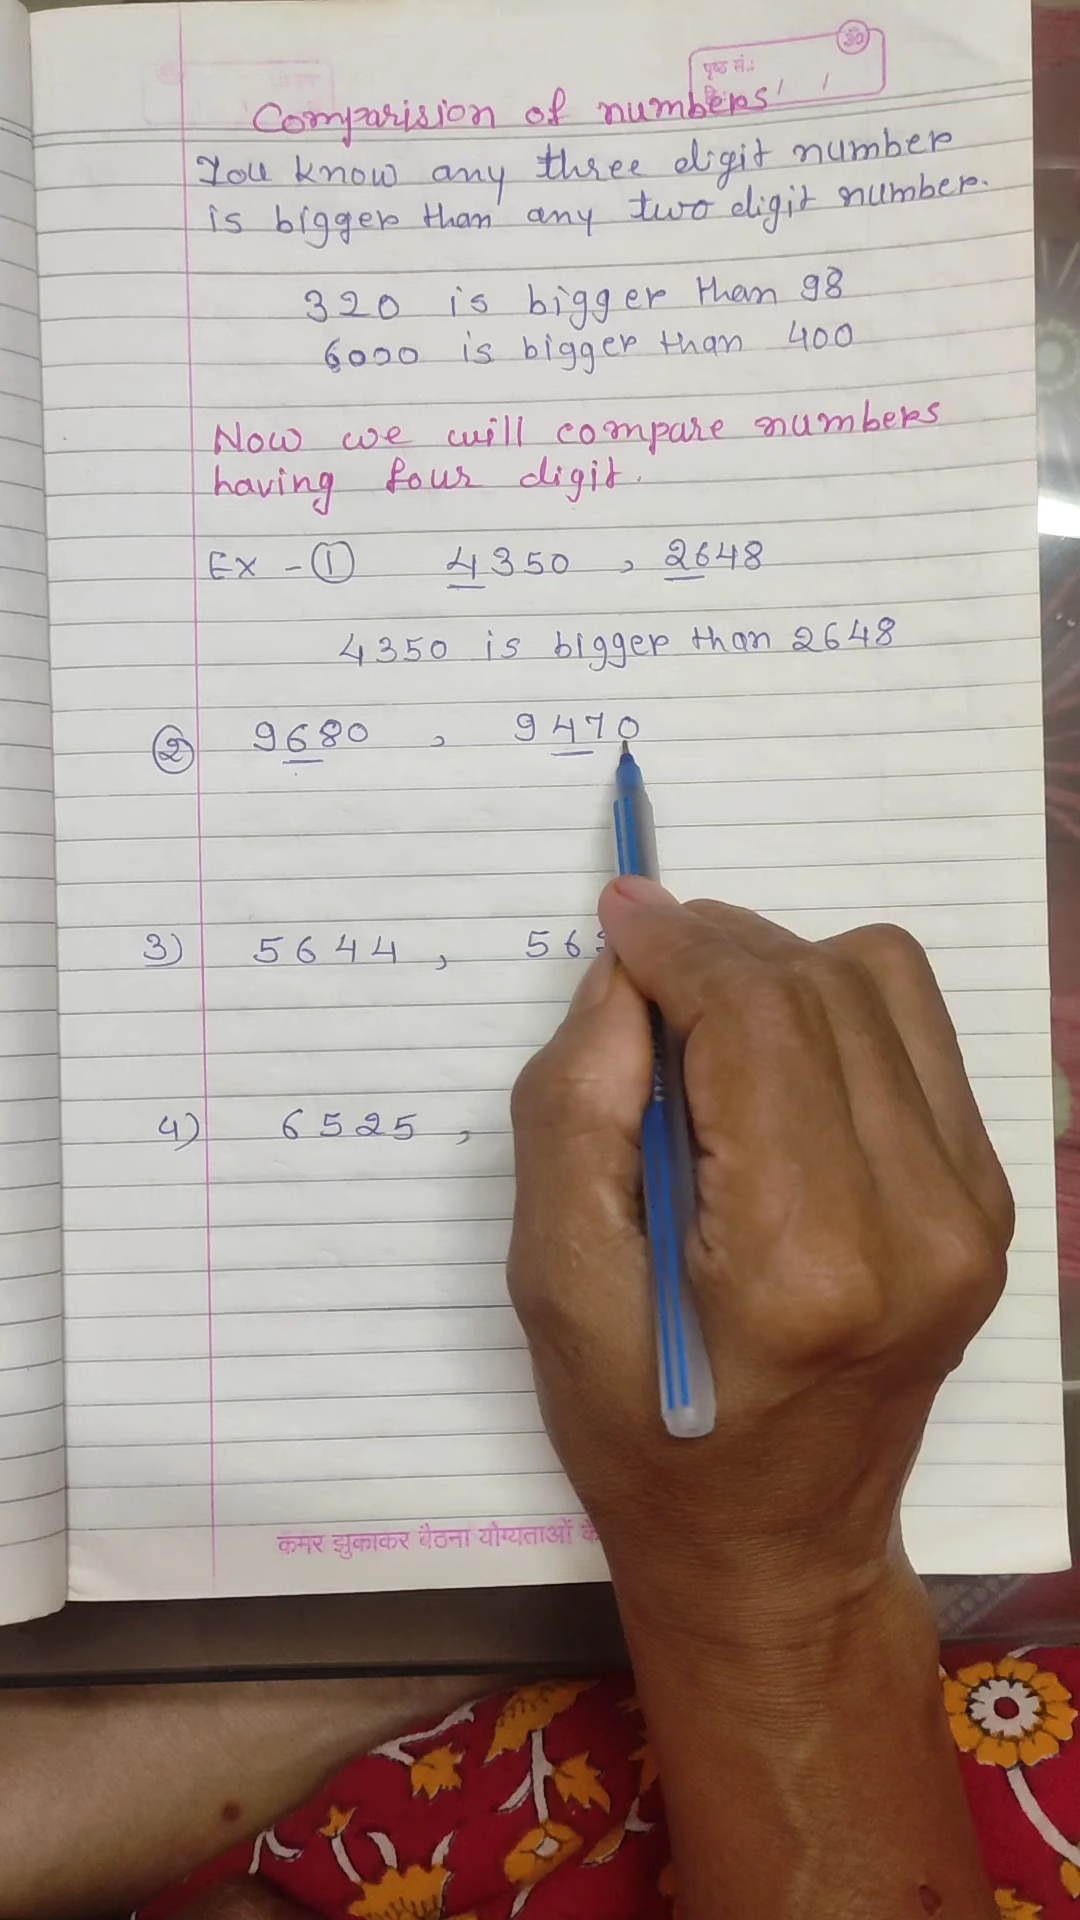 पृष्ठ सं.:
Comparision of numbers
You know any three digit number
is bigger than any two digit number.
320 is bigger than 98
6000 is bigger than 400
Now we will compare numbers
having four digit.
Ex - 1 4350 , 2648
4350 is bigger than 2648
2 9680 , 9470
3) 5644 , 56
4) 6525 ,
कमर झुकाकर बैठना योग्यताओं